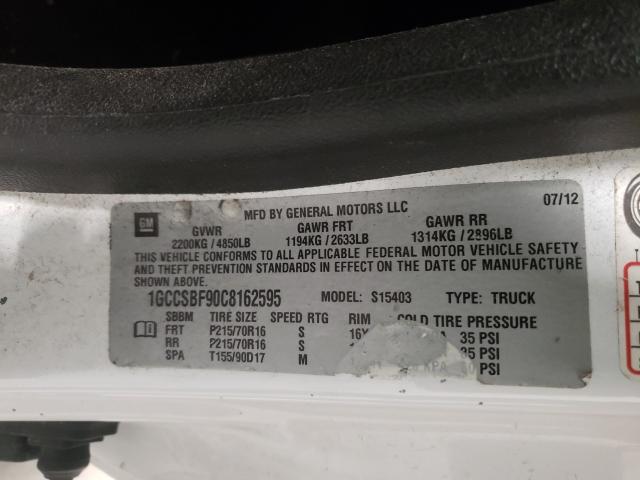 GM
MFD BY GENERAL MOTORS LLC 07/12
GVWR GAWR FRT GAWR RR
2200KG / 4850LB 1194KG / 2633LB 1314KG / 2896LB
THIS VEHICLE CONFORMS TO ALL APPLICABLE FEDERAL MOTOR VEHICLE SAFETY
AND THEFT PREVENTION STANDARDS IN EFFECT ON THE DATE OF MANUFACTURE
SHOWN ABOVE.
1GCCSBF90C8162595 MODEL: S15403 TYPE: TRUCK
SBBM TIRE SIZE SPEED RTG RIM COLD TIRE PRESSURE
FRT P215/70R16 S 35 PSI
RR P215/70R16 S PSI
SPA T155/90D17 M KPA PSI